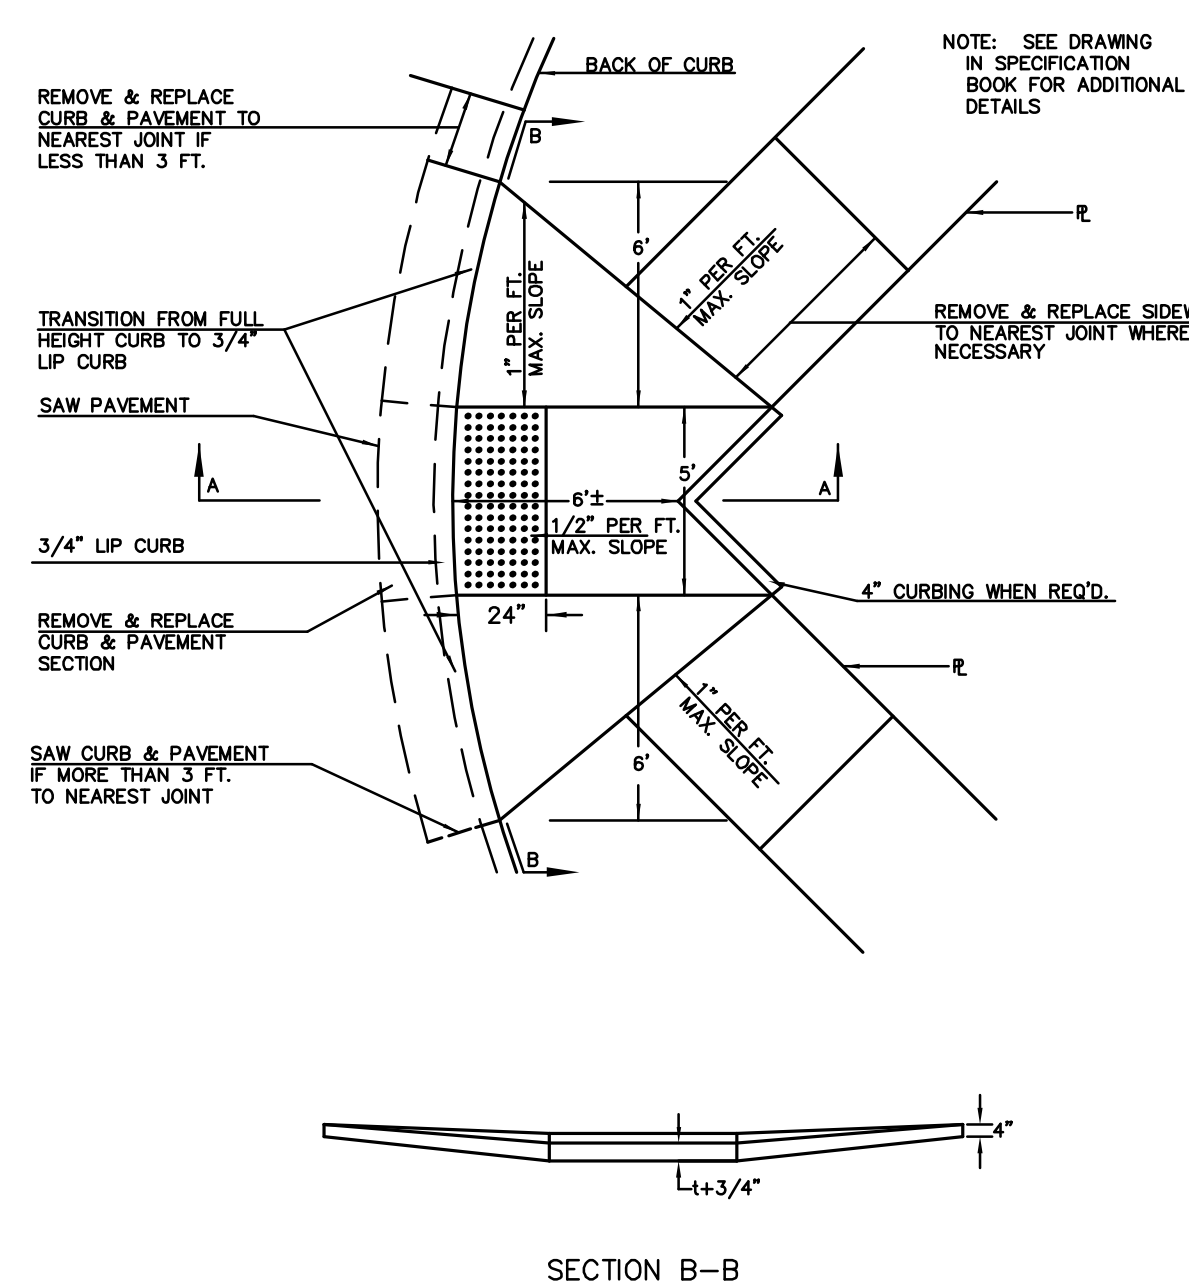 NOTE: SEE DRAWING
IN SPECIFICATION
BOOK FOR ADDITIONAL
DETAILS
BACK OF CURB
REMOVE & REPLACE
CURB & PAVEMENT TO
NEAREST JOINT IF
LESS THAN 3 FT.
B
PL
6'
1" PER FT.
MAX. SLOPE
1" PER FT.
MAX. SLOPE
REMOVE & REPLACE SIDEW
TO NEAREST JOINT WHERE
NECESSARY
TRANSITION FROM FULL
HEIGHT CURB TO 3/4"
LIP CURB
SAW PAVEMENT
A
5'
A
6'±
1/2" PER FT.
MAX. SLOPE
3/4" LIP CURB
4" CURBING WHEN REQ'D.
24"
REMOVE & REPLACE
CURB & PAVEMENT
SECTION
PL
1" PER FT.
MAX. SLOPE
SAW CURB & PAVEMENT
IF MORE THAN 3 FT.
TO NEAREST JOINT
6'
B
4"
t+3/4"
SECTION B-B